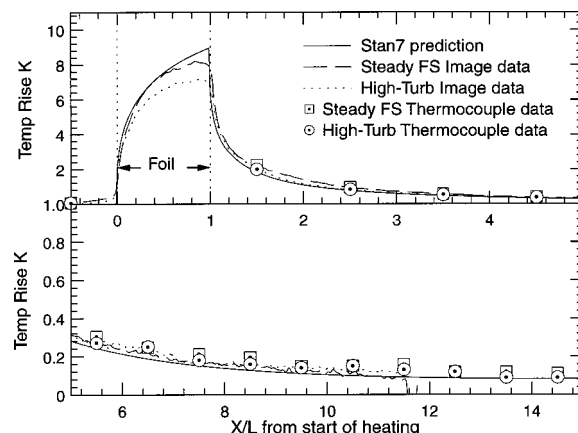 10
8
6
4
2
Temp Rise K
Stan7 prediction
Steady FS Image data
High-Turb Image data
Steady FS Thermocouple data
High-Turb Thermocouple data
Foil
0 1 2 3 4
1.0
0.8
0.6
0.4
0.2
0
Temp Rise K
6 8 10 12 14
X/L from start of heating